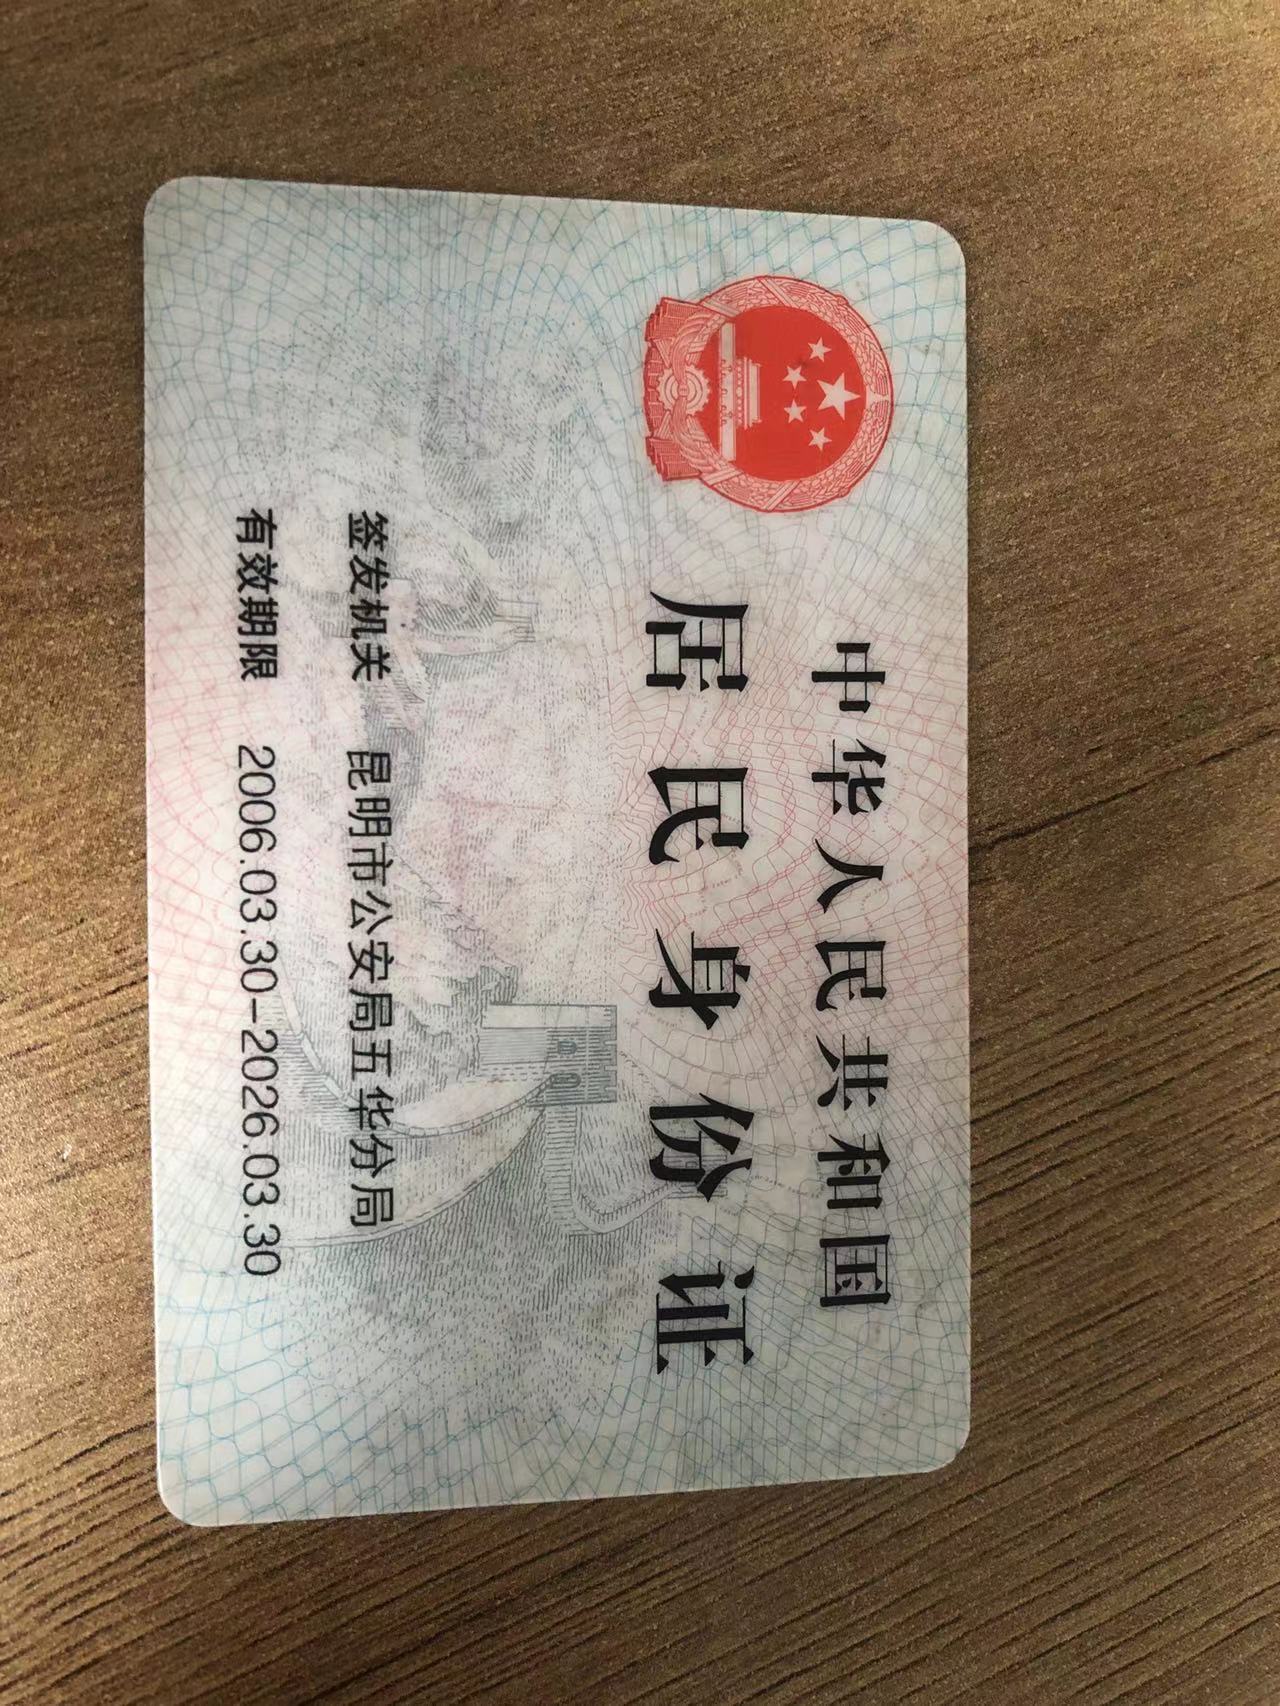 中华人民共和国
居民身份证
签发机关 昆明市公安局五华分局
有效期限 2006.03.30-2026.03.30